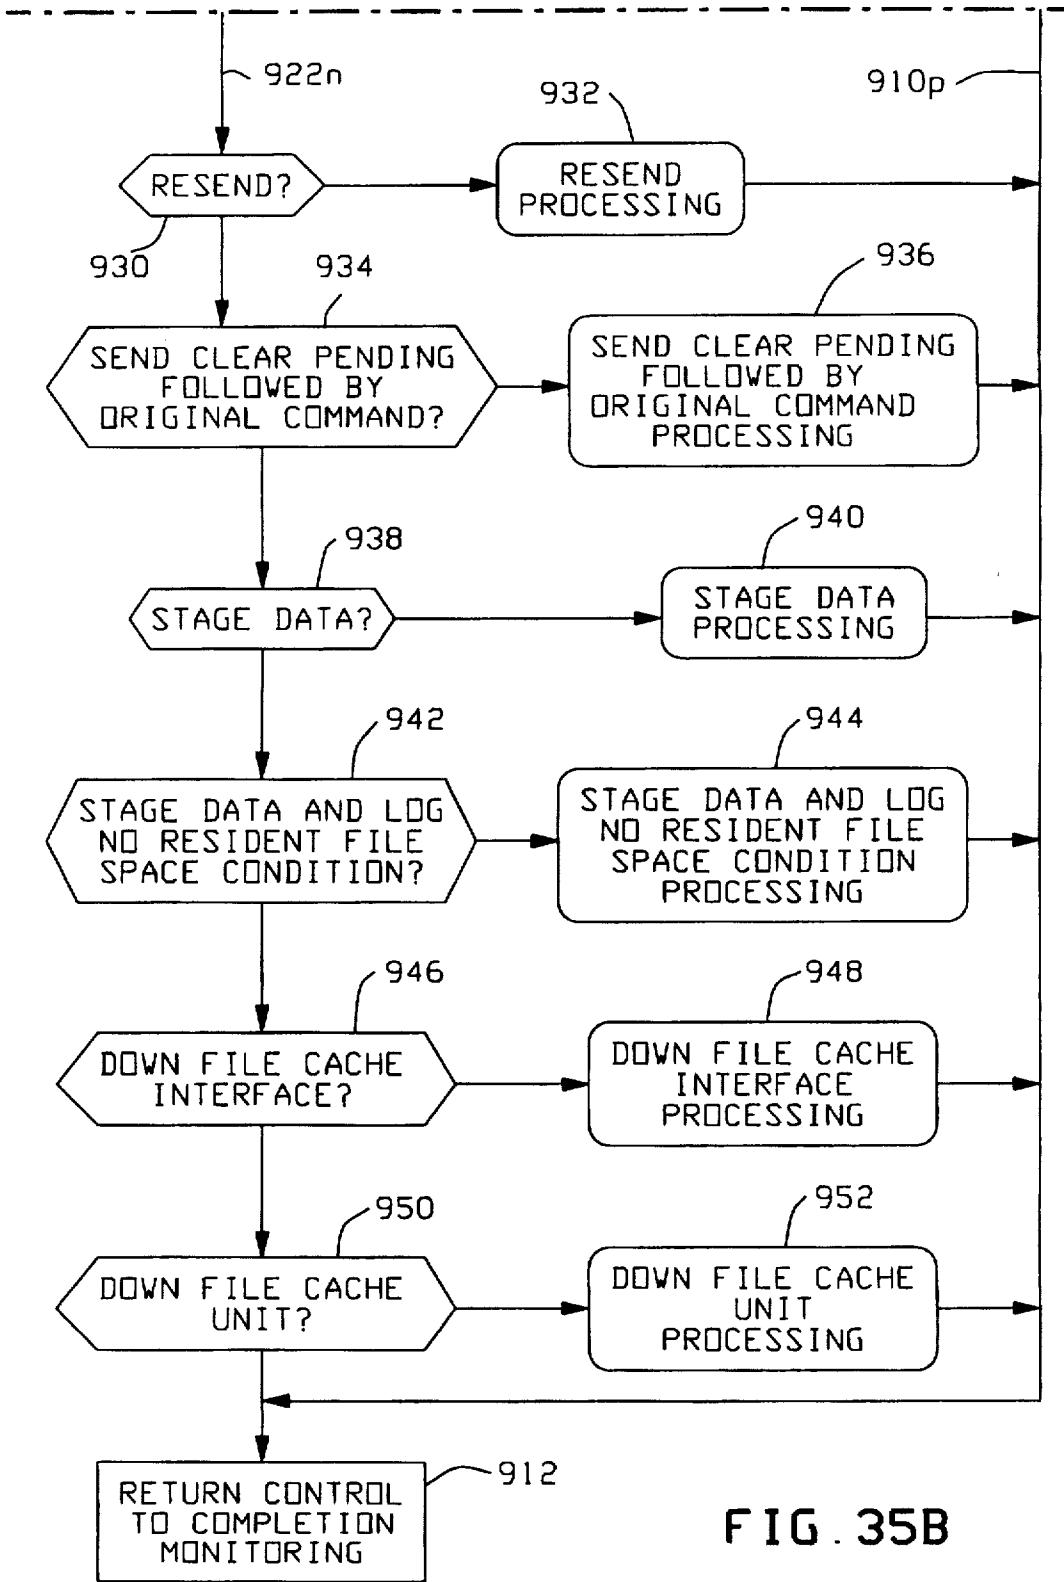 922n
910p
932
RESEND?
RESEND
PROCESSING
930
934
936
SEND CLEAR PENDING
FOLLOWED BY
ORIGINAL COMMAND?
SEND CLEAR PENDING
FOLLOWED BY
ORIGINAL COMMAND
PROCESSING
938
940
STAGE DATA?
STAGE DATA
PROCESSING
942
944
STAGE DATA AND LOG
NO RESIDENT FILE
SPACE CONDITION?
STAGE DATA AND LOG
NO RESIDENT FILE
SPACE CONDITION
PROCESSING
946
948
DOWN FILE CACHE
INTERFACE?
DOWN FILE CACHE
INTERFACE
PROCESSING
950
952
DOWN FILE CACHE
UNIT?
DOWN FILE CACHE
UNIT
PROCESSING
912
RETURN CONTROL
TO COMPLETION
MONITORING
FIG. 35B